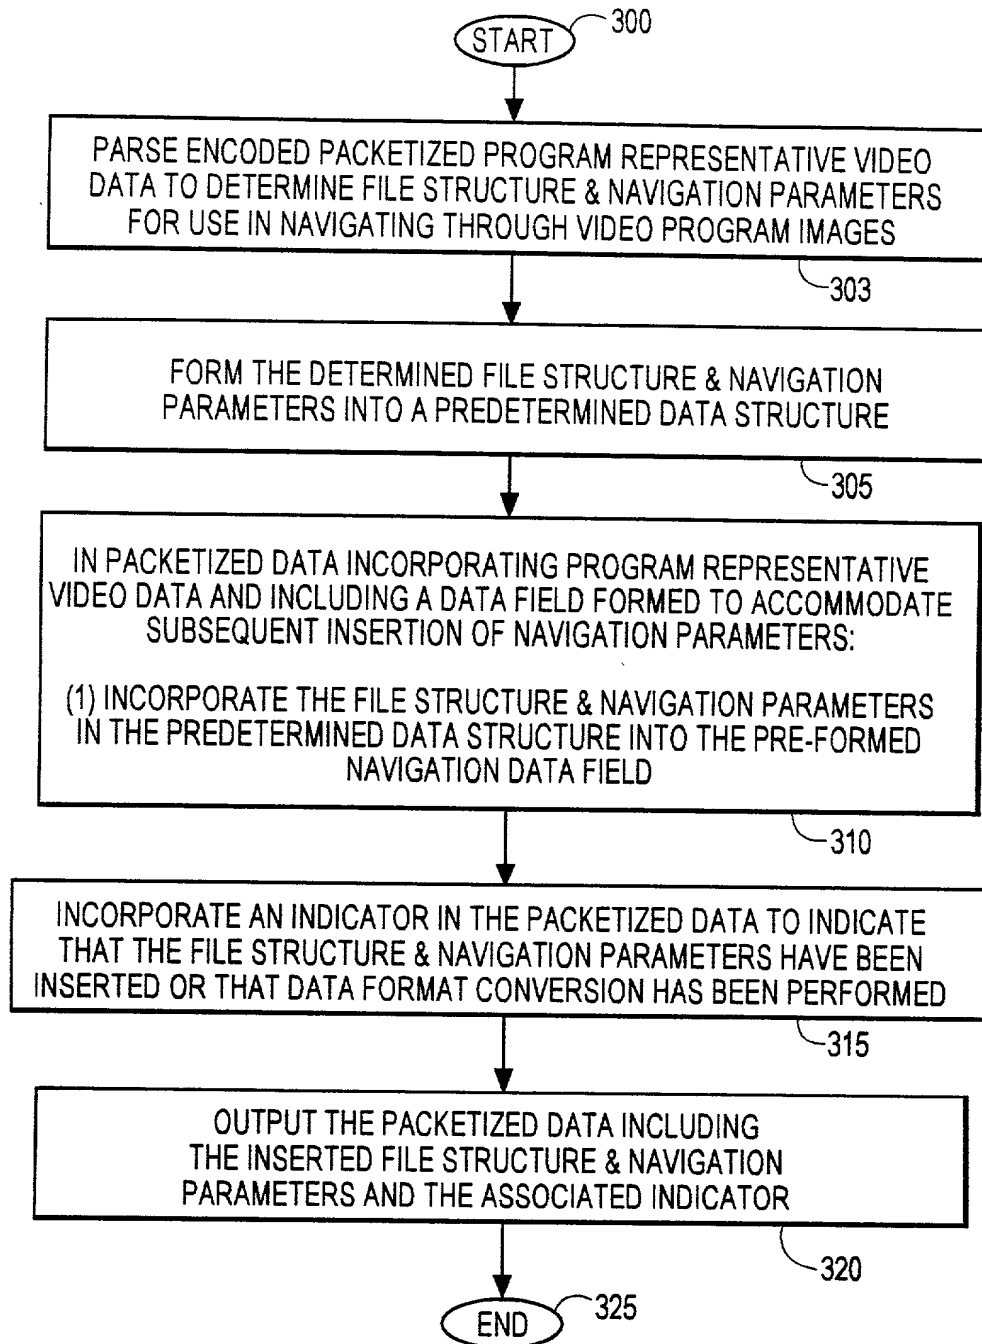 START
300
PARSE ENCODED PACKETIZED PROGRAM REPRESENTATIVE VIDEO
DATA TO DETERMINE FILE STRUCTURE & NAVIGATION PARAMETERS
FOR USE IN NAVIGATING THROUGH VIDEO PROGRAM IMAGES
303
FORM THE DETERMINED FILE STRUCTURE & NAVIGATION
PARAMETERS INTO A PREDETERMINED DATA STRUCTURE
305
IN PACKETIZED DATA INCORPORATING PROGRAM REPRESENTATIVE
VIDEO DATA AND INCLUDING A DATA FIELD FORMED TO ACCOMMODATE
SUBSEQUENT INSERTION OF NAVIGATION PARAMETERS:
(1) INCORPORATE THE FILE STRUCTURE & NAVIGATION PARAMETERS
IN THE PREDETERMINED DATA STRUCTURE INTO THE PRE-FORMED
NAVIGATION DATA FIELD
310
INCORPORATE AN INDICATOR IN THE PACKETIZED DATA TO INDICATE
THAT THE FILE STRUCTURE & NAVIGATION PARAMETERS HAVE BEEN
INSERTED OR THAT DATA FORMAT CONVERSION HAS BEEN PERFORMED
315
OUTPUT THE PACKETIZED DATA INCLUDING
THE INSERTED FILE STRUCTURE & NAVIGATION
PARAMETERS AND THE ASSOCIATED INDICATOR
320
END
325